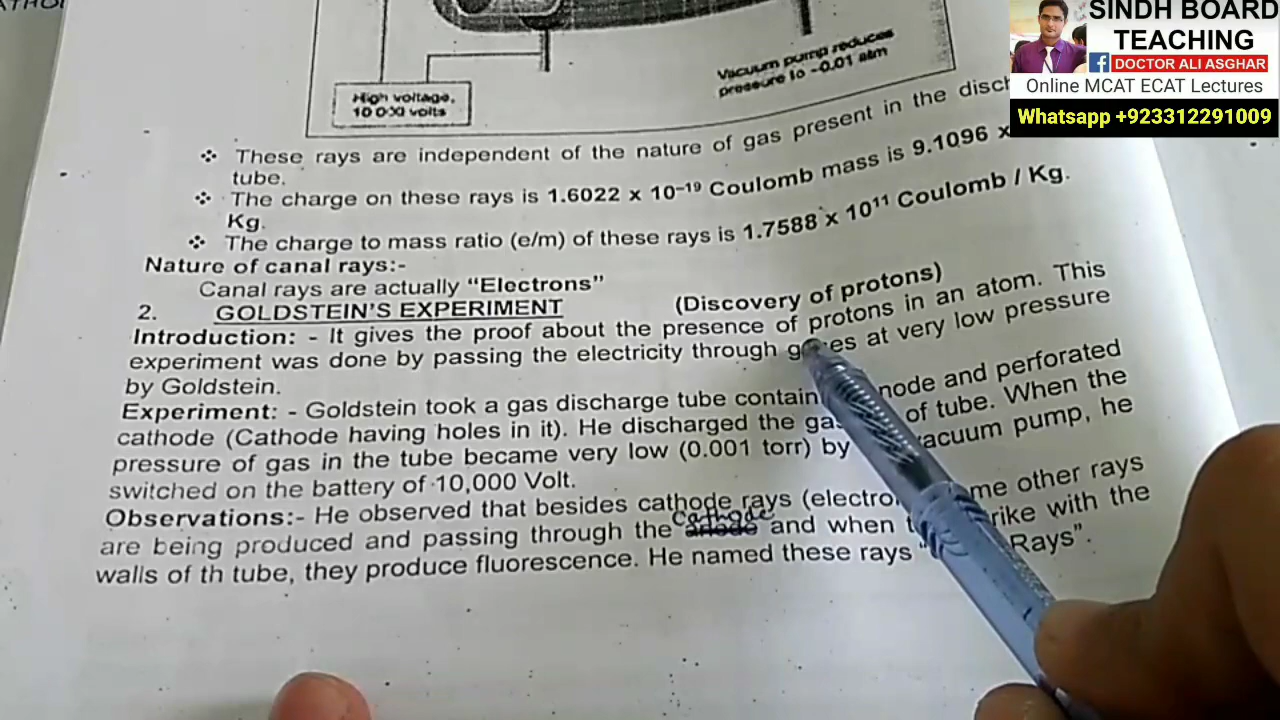 ATHO
SINDH BOARD
TEACHING
DOCTOR ALI ASGHAR
Online MCAT ECAT Lectures
Whatsapp +923312291009
Vacuum pump reduces
pressure to ~0.01 atm
High voltage,
10 000 volts
❖ These rays are independent of the nature of gas present in the disch
tube.
❖ The charge on these rays is 1.6022 x 10⁻¹⁹ Coulomb mass is 9.1096 x
Kg.
❖ The charge to mass ratio (e/m) of these rays is 1.7588 x 10¹¹ Coulomb / Kg.
Nature of canal rays:-
Canal rays are actually "Electrons"
2. GOLDSTEIN'S EXPERIMENT (Discovery of protons)
Introduction: - It gives the proof about the presence of protons in an atom. This
experiment was done by passing the electricity through at very low pressure
by Goldstein.
Experiment: - Goldstein took a gas discharge tube contain node and perforated
cathode (Cathode having holes in it). He discharged the gas of tube. When the
pressure of gas in the tube became very low (0.001 torr) by vacuum pump, he
switched on the battery of 10,000 Volt.
Observations:- He observed that besides cathode rays (electro me other rays
are being produced and passing through the Cathode anode and when rike with the
walls of th tube, they produce fluorescence. He named these rays " Rays".